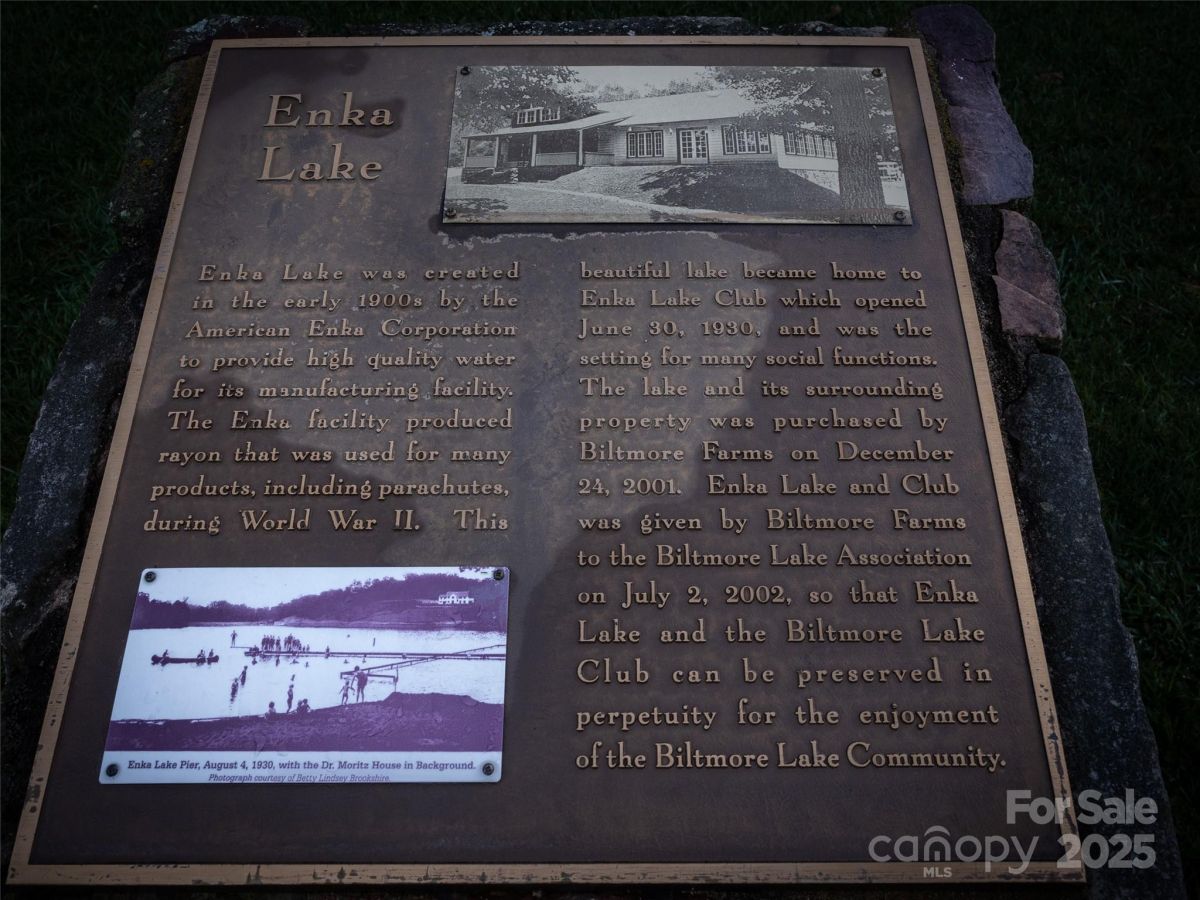 Enka
Lake
Enka Lake was created
in the early 1900s by the
American Enka Corporation
to provide high quality water
for its manufacturing facility.
The Enka facility produced
rayon that was used for many
products, including parachutes,
during World War II. This
beautiful lake became home to
Enka Lake Club which opened
June 30, 1930, and was the
setting for many social functions.
The lake and its surrounding
property was purchased by
Biltmore Farms on December
24, 2001. Enka Lake and Club
was given by Biltmore Farms
to the Biltmore Lake Association
on July 2, 2002, so that Enka
Lake and the Biltmore Lake
Club can be preserved in
perpetuity for the enjoyment
of the Biltmore Lake Community.
Enka Lake Pier, August 4, 1930, with the Dr. Moritz House in Background.
Photograph courtesy of Betty Lindsey Brookshire.
For Sale
canopy 2025
MLS